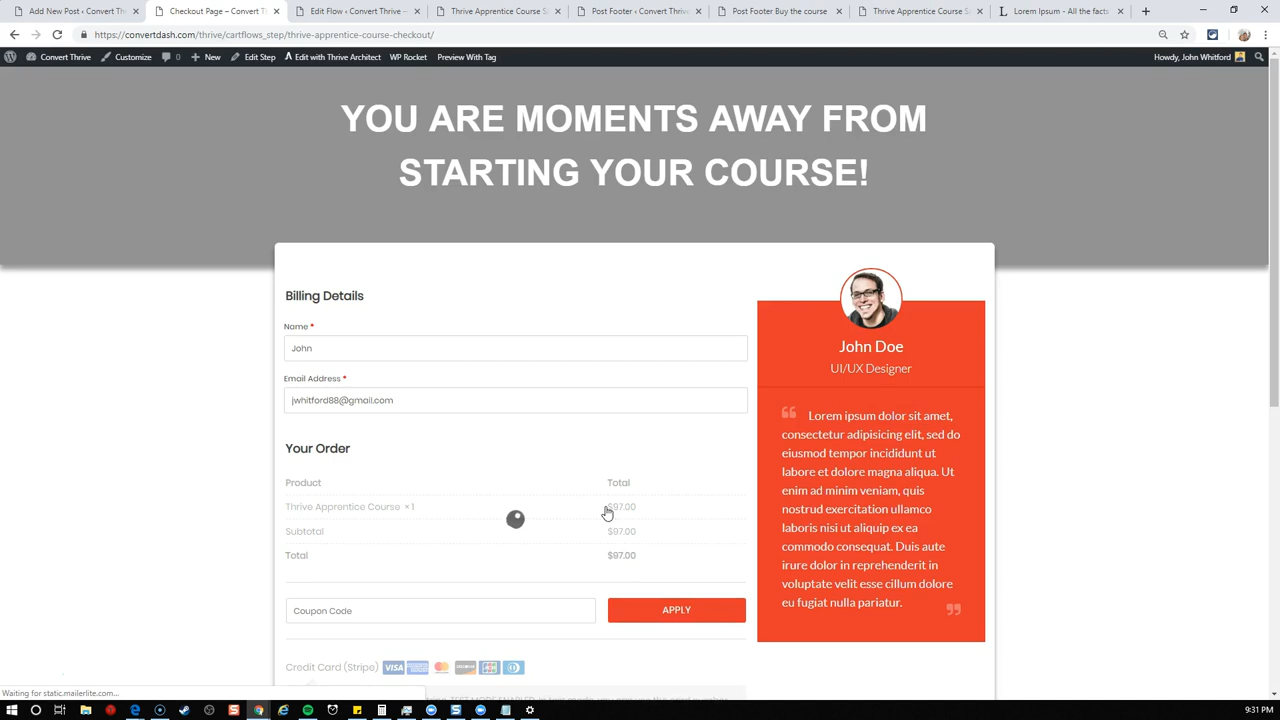 Add New Post ‹ Convert Th
Checkout Page – Convert T
Edit Flow ‹ Convert Thrive –
Thrive Apprentice Course S
Post Footer ‹ Convert Thrive
Post Footer Buy the course
Thrive Apprentice Course S
Lorem Ipsum - All the facts
https://convertdash.com/thrive/cartflows_step/thrive-apprentice-course-checkout/
Convert Thrive
Customize
0
New
Edit Step
Edit with Thrive Architect
WP Rocket
Preview With Tag
Howdy, John Whitford
YOU ARE MOMENTS AWAY FROM
STARTING YOUR COURSE!
Billing Details
Name *
John
Email Address *
jwhitford88@gmail.com
Your Order
Product Total
Thrive Apprentice Course × 1 $97.00
Subtotal $97.00
Total $97.00
Coupon Code
APPLY
Credit Card (Stripe)
VISA
John Doe
UI/UX Designer
Lorem ipsum dolor sit amet,
consectetur adipisicing elit, sed do
eiusmod tempor incididunt ut
labore et dolore magna aliqua. Ut
enim ad minim veniam, quis
nostrud exercitation ullamco
laboris nisi ut aliquip ex ea
commodo consequat. Duis aute
irure dolor in reprehenderit in
voluptate velit esse cillum dolore
eu fugiat nulla pariatur.
Waiting for static.mailerlite.com...
9:31 PM